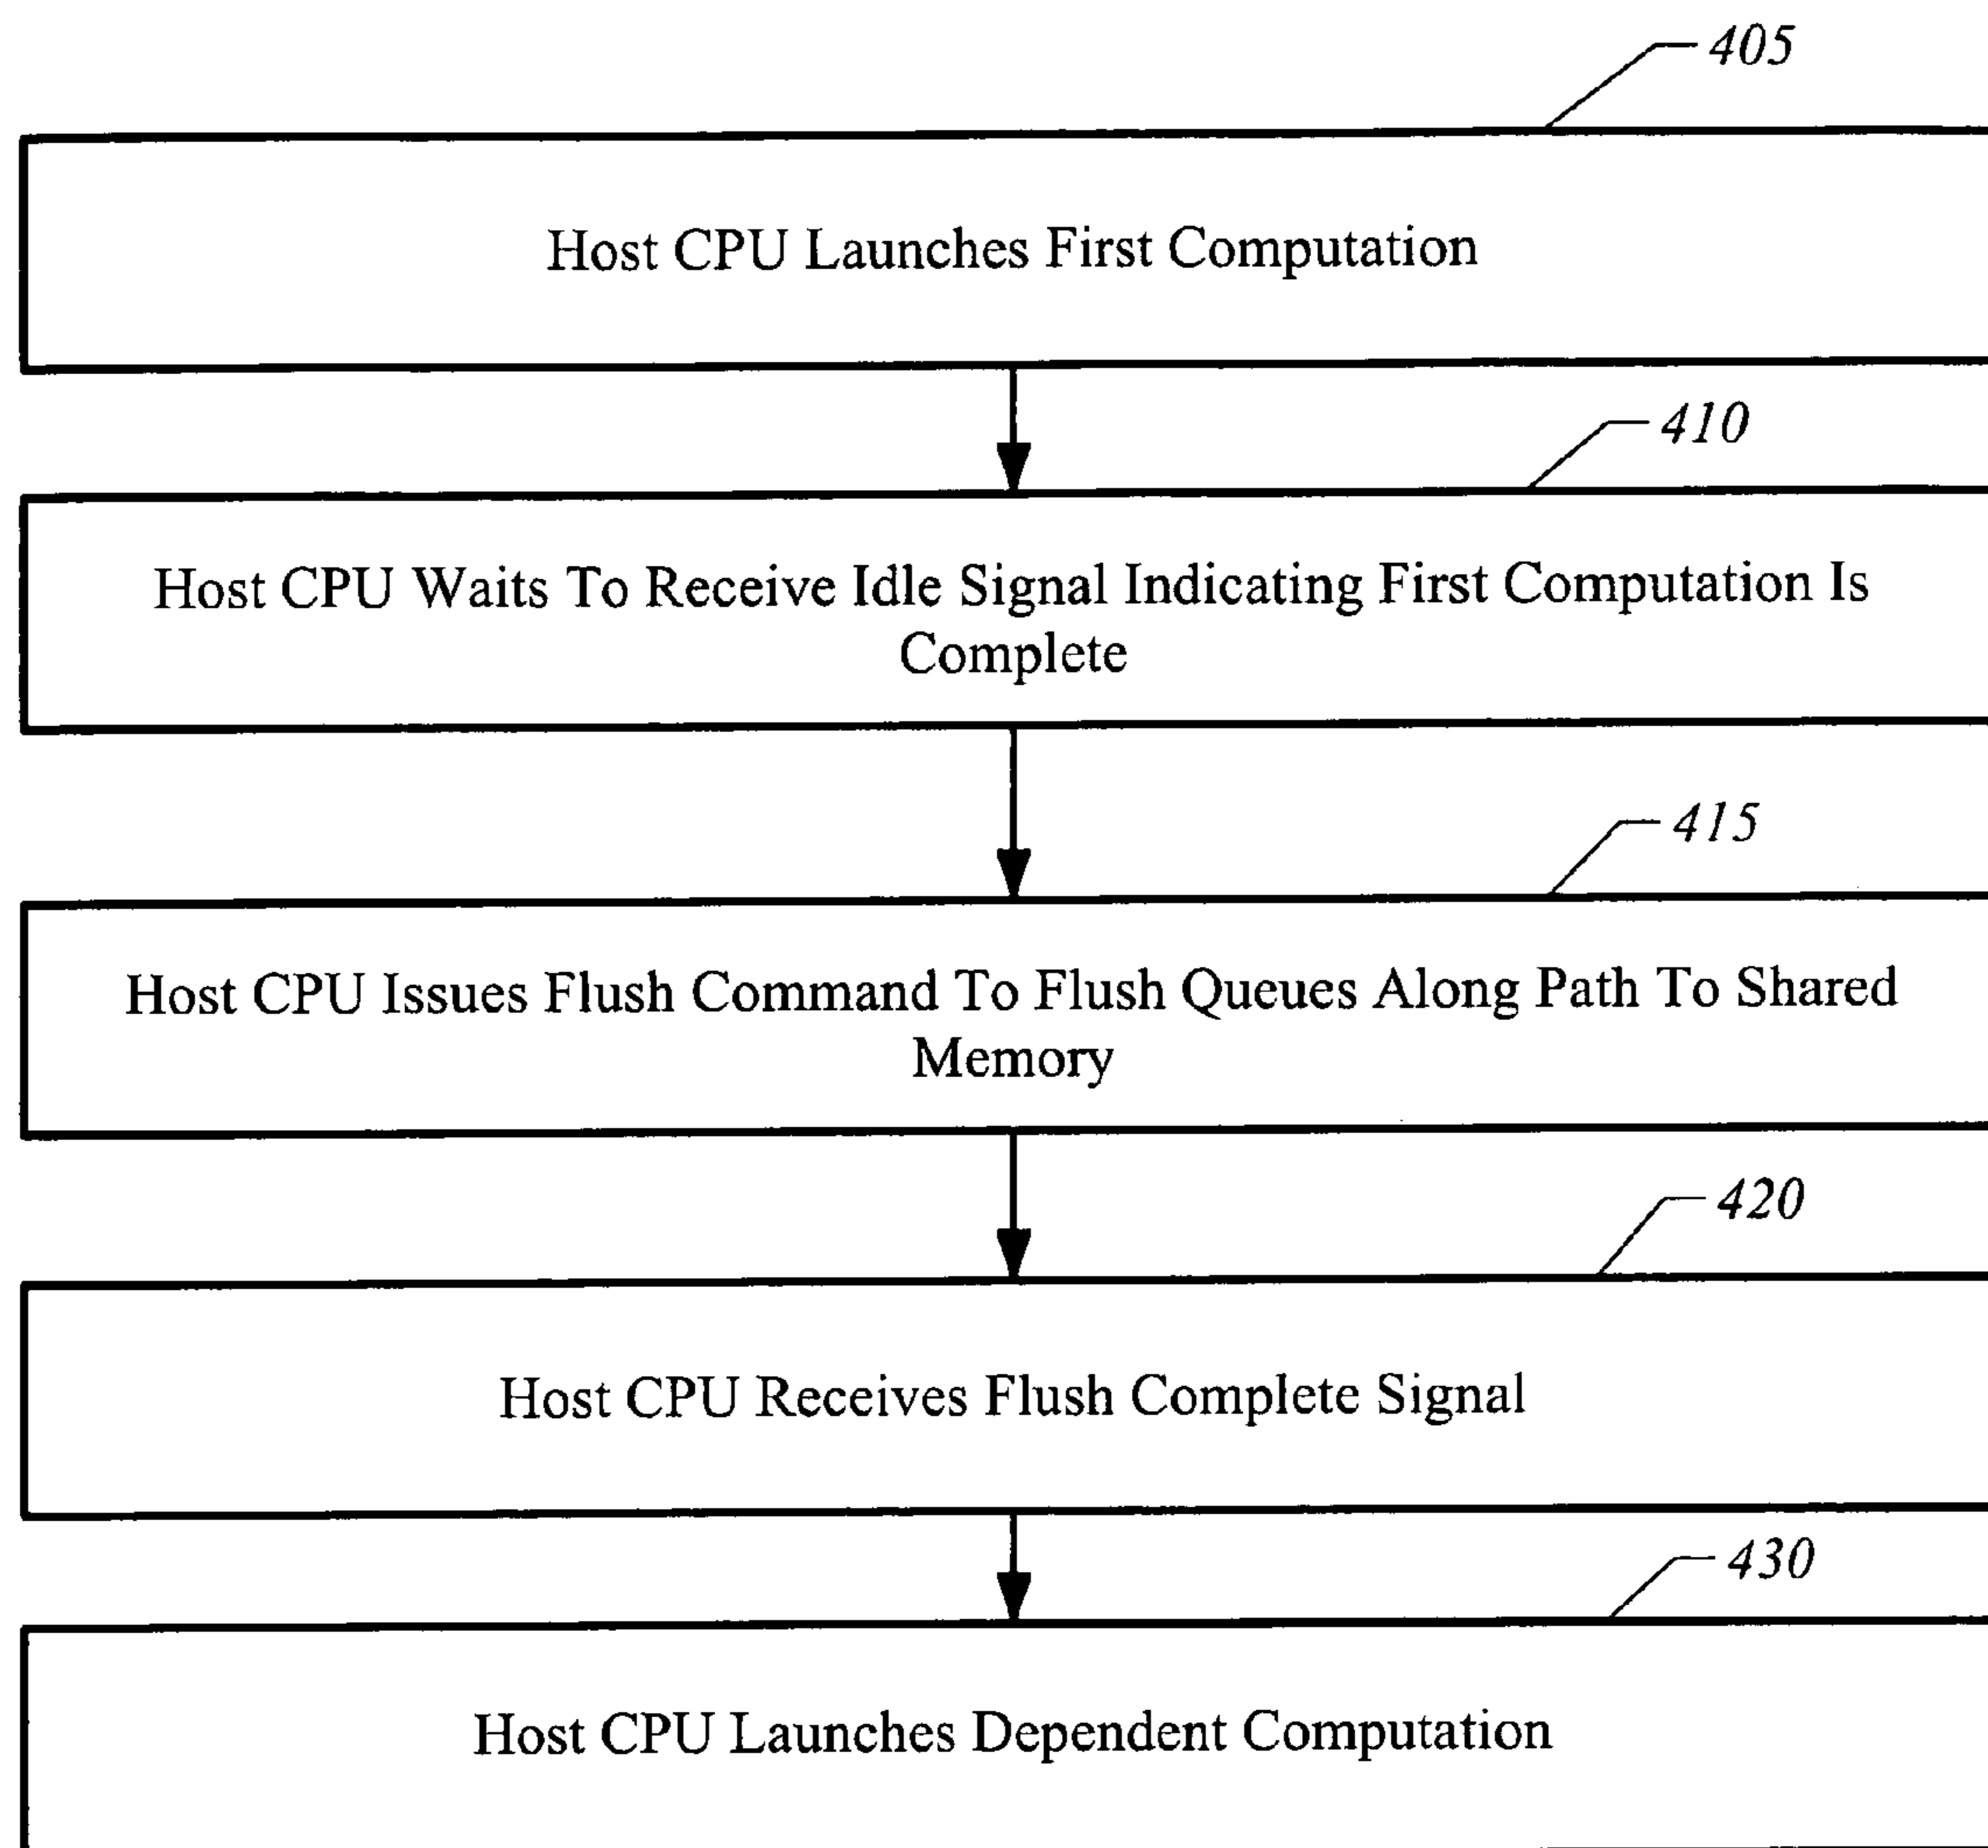 405
Host CPU Launches First Computation
410
Host CPU Waits To Receive Idle Signal Indicating First Computation Is
Complete
415
Host CPU Issues Flush Command To Flush Queues Along Path To Shared
Memory
420
Host CPU Receives Flush Complete Signal
430
Host CPU Launches Dependent Computation